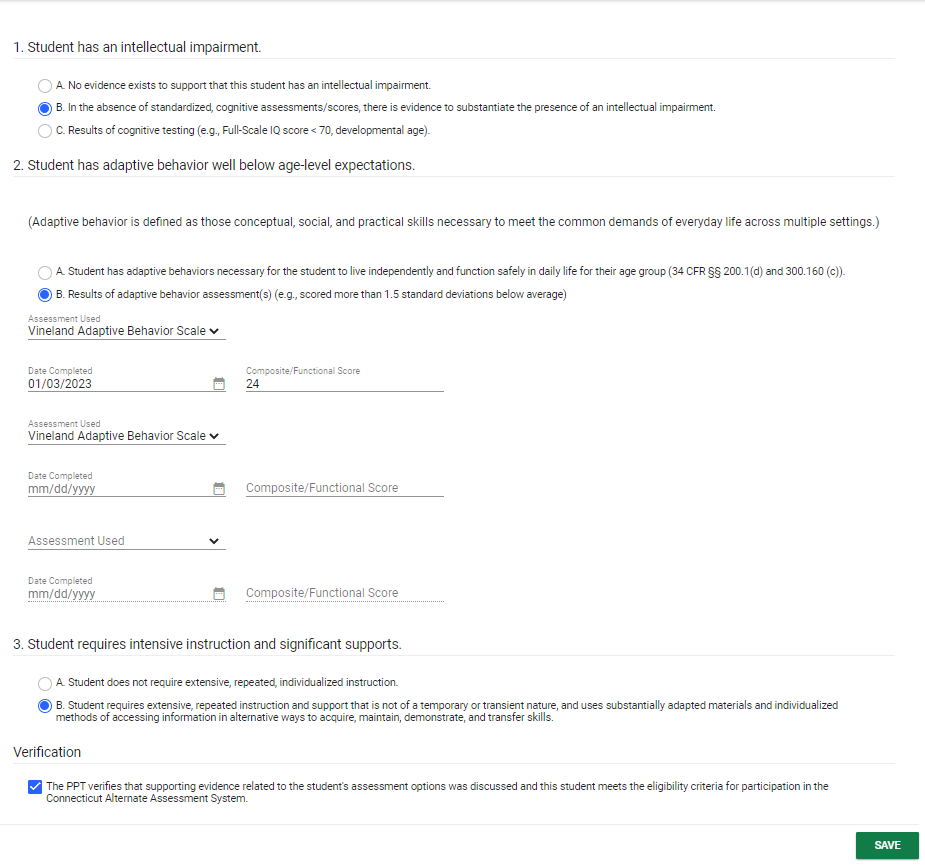 1. Student has an intellectual impairment.
A. No evidence exists to support that this student has an intellectual impairment.
B. In the absence of standardized, cognitive assessments/scores, there is evidence to substantiate the presence of an intellectual impairment.
C. Results of cognitive testing (e.g., Full-Scale IQ score < 70, developmental age).
2. Student has adaptive behavior well below age-level expectations.
(Adaptive behavior is defined as those conceptual, social, and practical skills necessary to meet the common demands of everyday life across multiple settings.)
A. Student has adaptive behaviors necessary for the student to live independently and function safely in daily life for their age group (34 CFR §§ 200.1(d) and 300.160 (c)).
B. Results of adaptive behavior assessment(s) (e.g., scored more than 1.5 standard deviations below average)
Assessment Used
Vineland Adaptive Behavior Scale
Date Completed Composite/Functional Score
01/03/2023 24
Assessment Used
Vineland Adaptive Behavior Scale
Date Completed
mm/dd/yyyy Composite/Functional Score
Assessment Used
Date Completed
mm/dd/yyyy Composite/Functional Score
3. Student requires intensive instruction and significant supports.
A. Student does not require extensive, repeated, individualized instruction.
B. Student requires extensive, repeated instruction and support that is not of a temporary or transient nature, and uses substantially adapted materials and individualized
methods of accessing information in alternative ways to acquire, maintain, demonstrate, and transfer skills.
Verification
The PPT verifies that supporting evidence related to the student's assessment options was discussed and this student meets the eligibility criteria for participation in the
Connecticut Alternate Assessment System.
SAVE